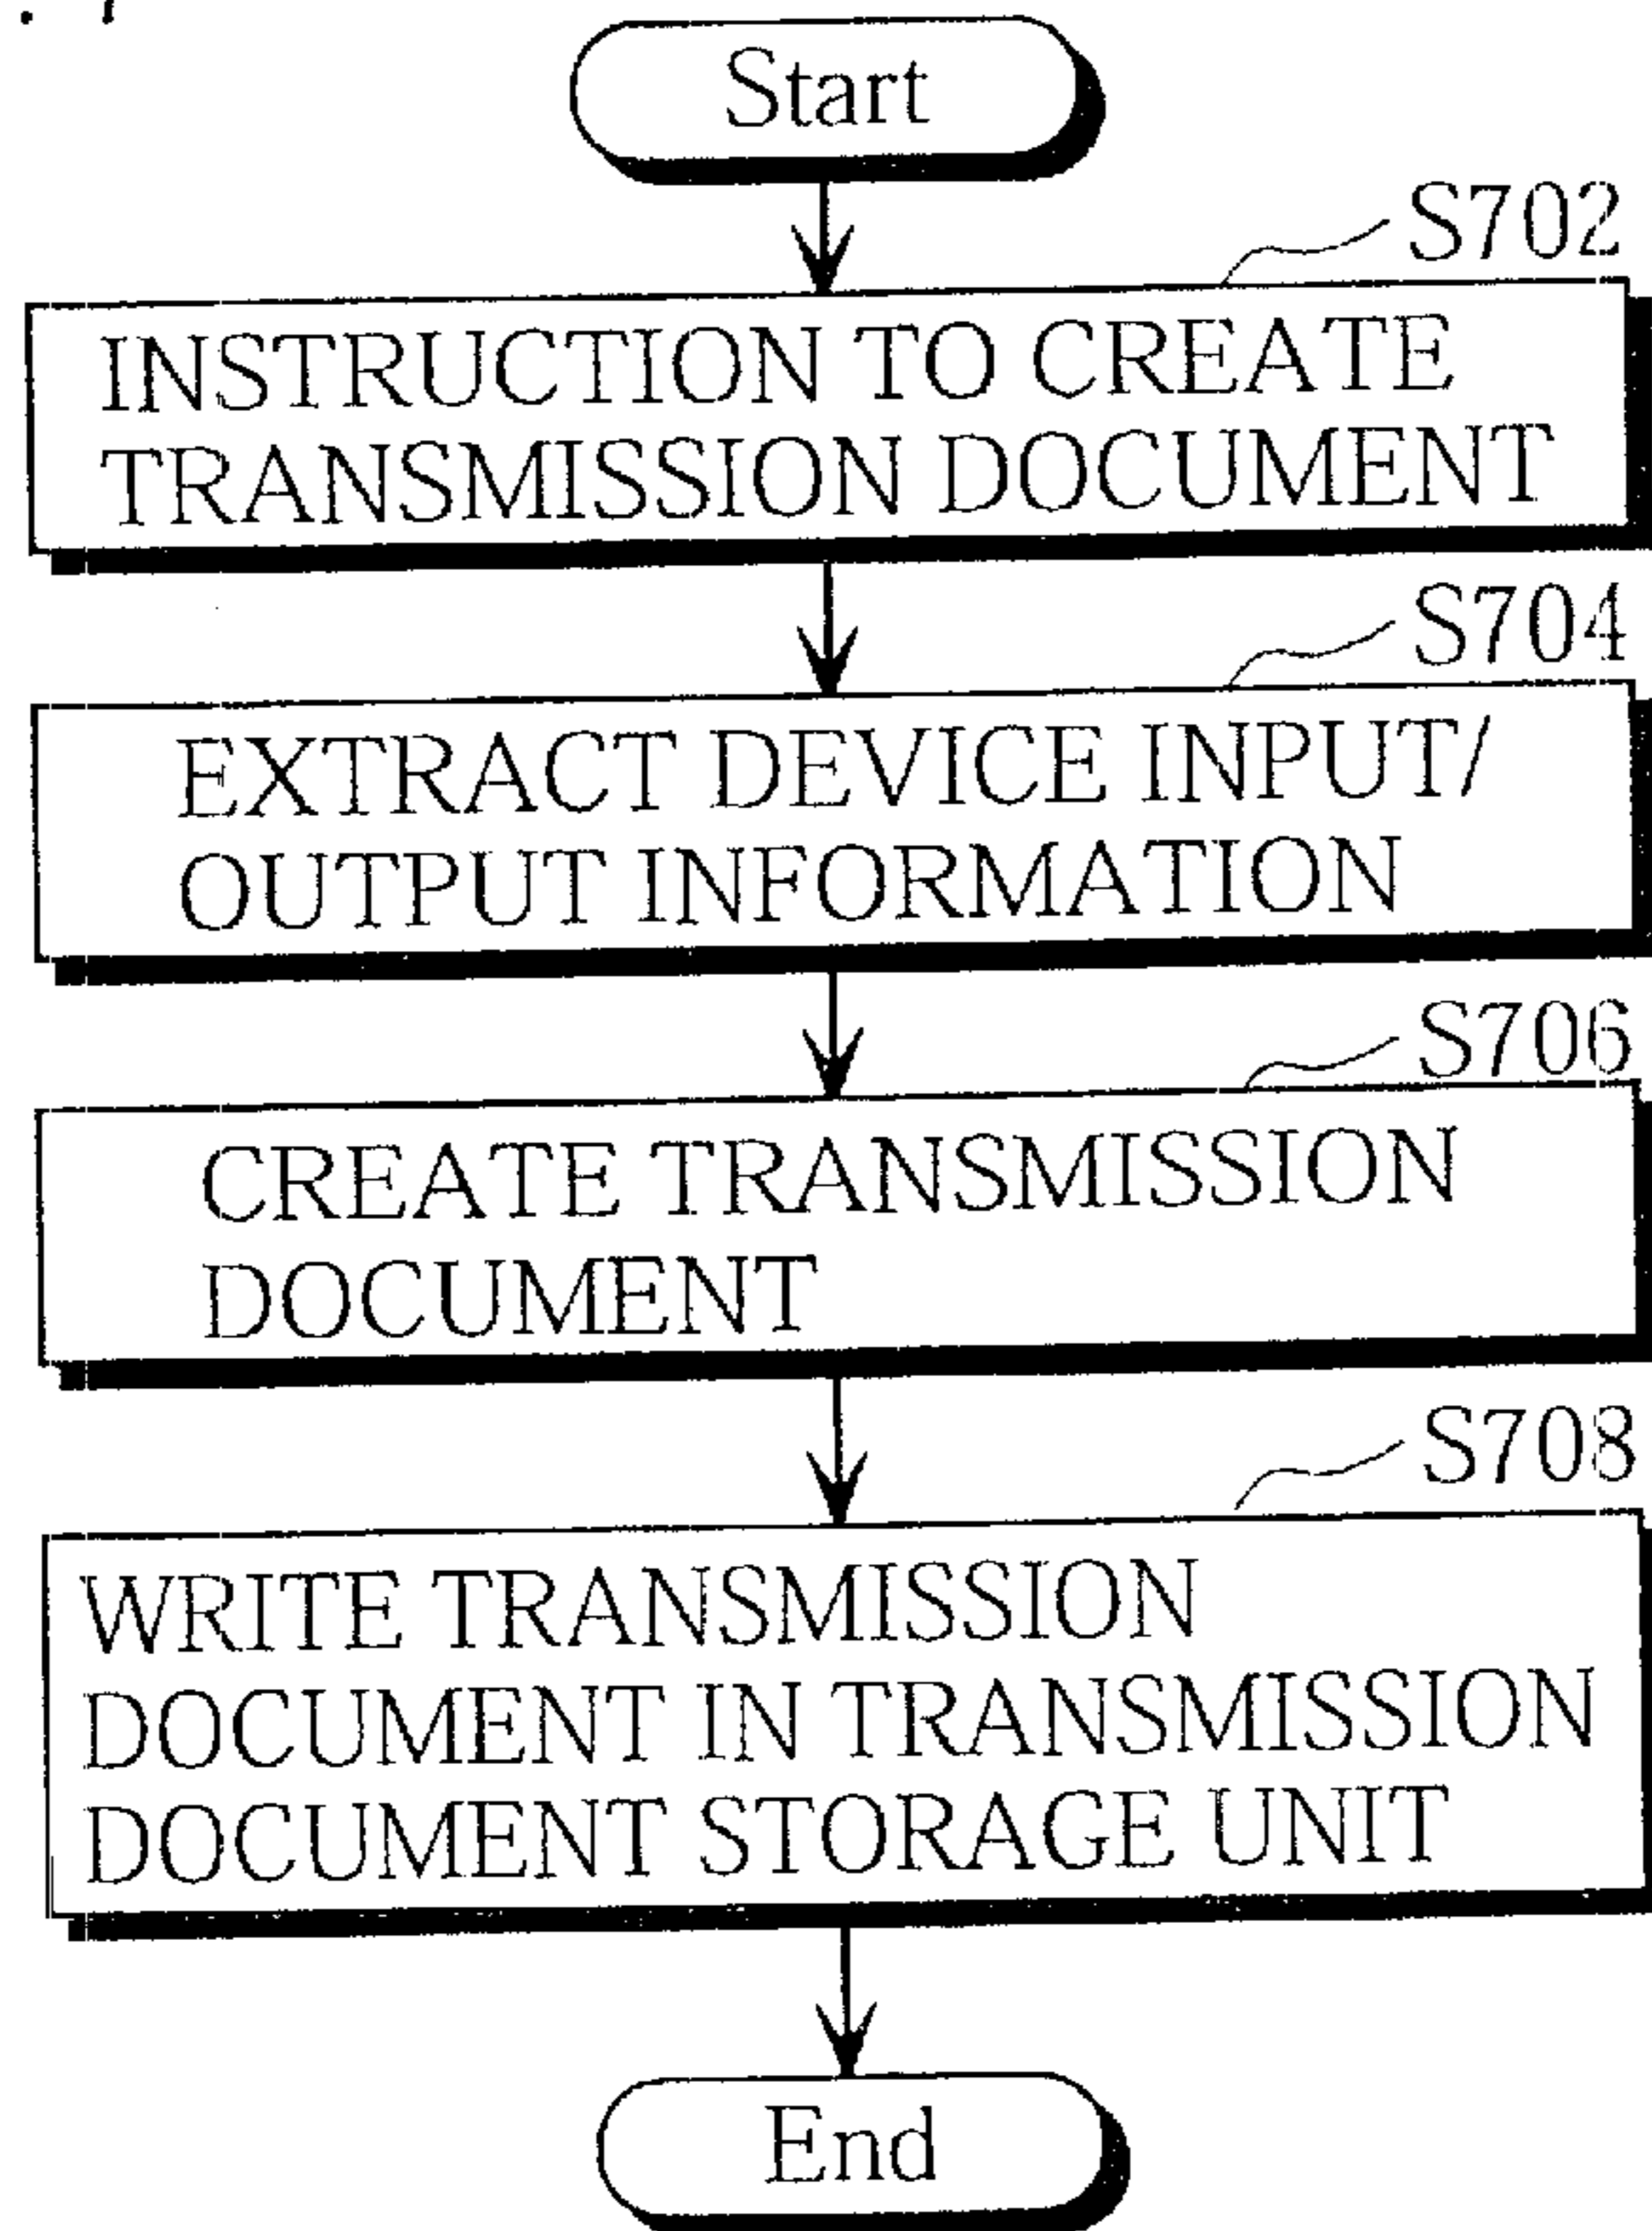 Start
S702
INSTRUCTION TO CREATE
TRANSMISSION DOCUMENT
S704
EXTRACT DEVICE INPUT/
OUTPUT INFORMATION
S706
CREATE TRANSMISSION
DOCUMENT
S708
WRITE TRANSMISSION
DOCUMENT IN TRANSMISSION
DOCUMENT STORAGE UNIT
End